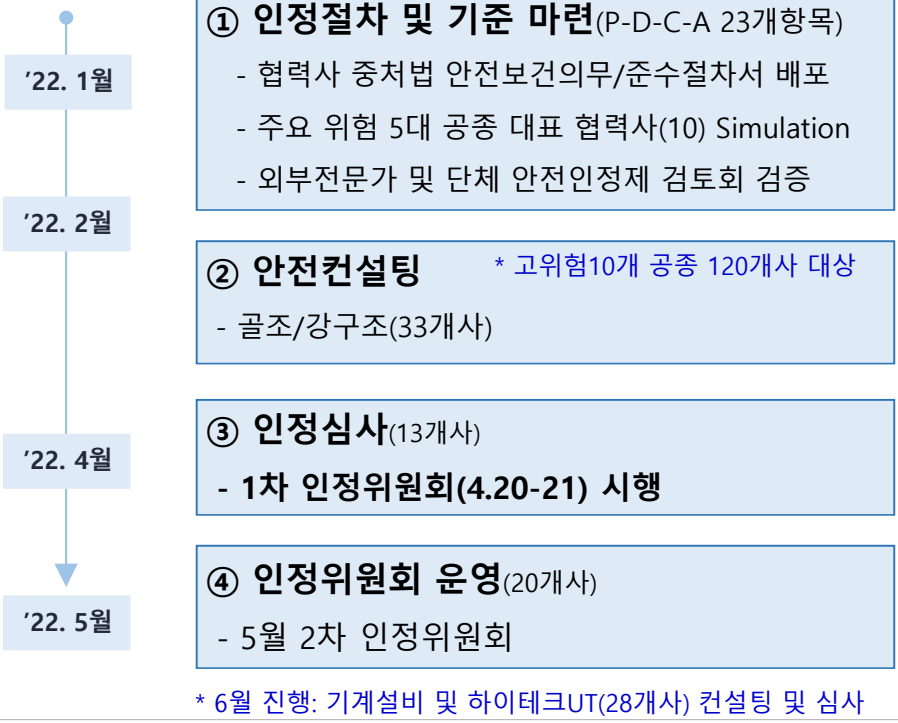 ① 인정절차 및 기준 마련(P-D-C-A 23개항목)
'22. 1월
- 협력사 중처법 안전보건의무/준수절차서 배포
- 주요 위험 5대 공종 대표 협력사(10) Simulation
- 외부전문가 및 단체 안전인정제 검토회 검증
'22. 2월
② 안전컨설팅 * 고위험10개 공종 120개사 대상
- 골조/강구조(33개사)
'22. 4월
③ 인정심사(13개사)
- 1차 인정위원회(4.20-21) 시행
④ 인정위원회 운영(20개사)
'22. 5월
- 5월 2차 인정위원회
* 6월 진행: 기계설비 및 하이테크UT(28개사) 컨설팅 및 심사